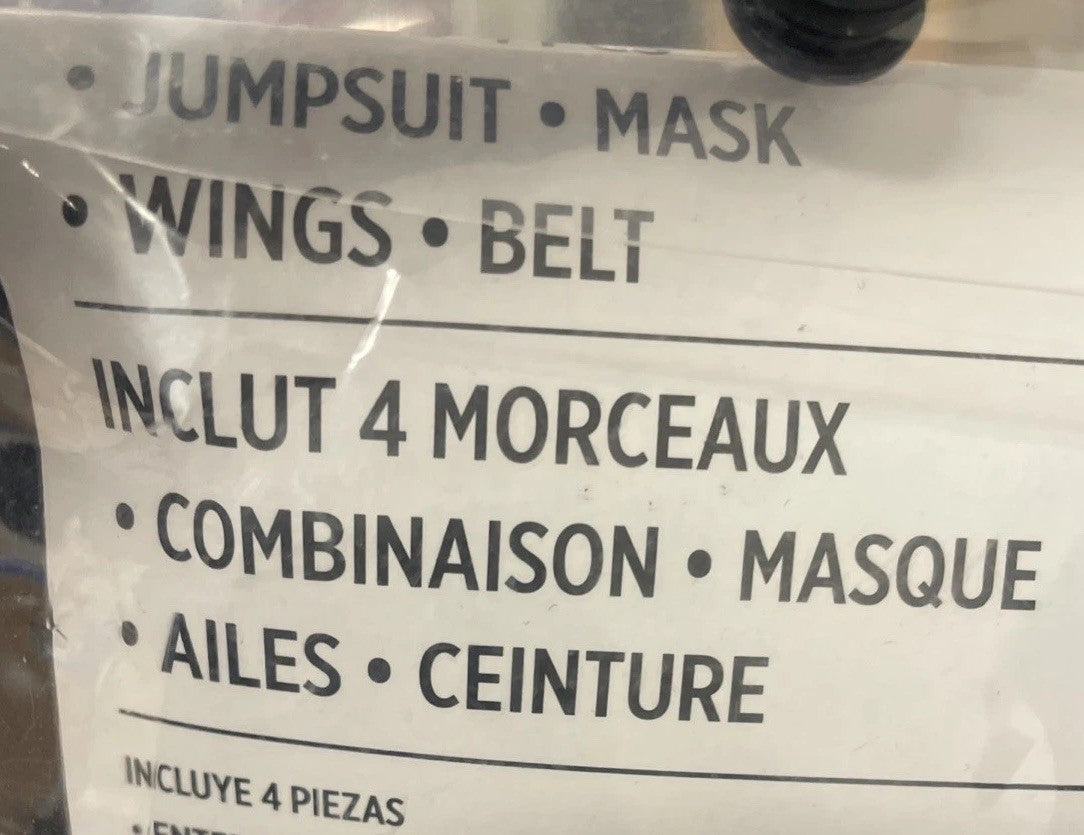 • JUMPSUIT • MASK
• WINGS • BELT
INCLUT 4 MORCEAUX
• COMBINAISON • MASQUE
• AILES • CEINTURE
INCLUYE 4 PIEZAS